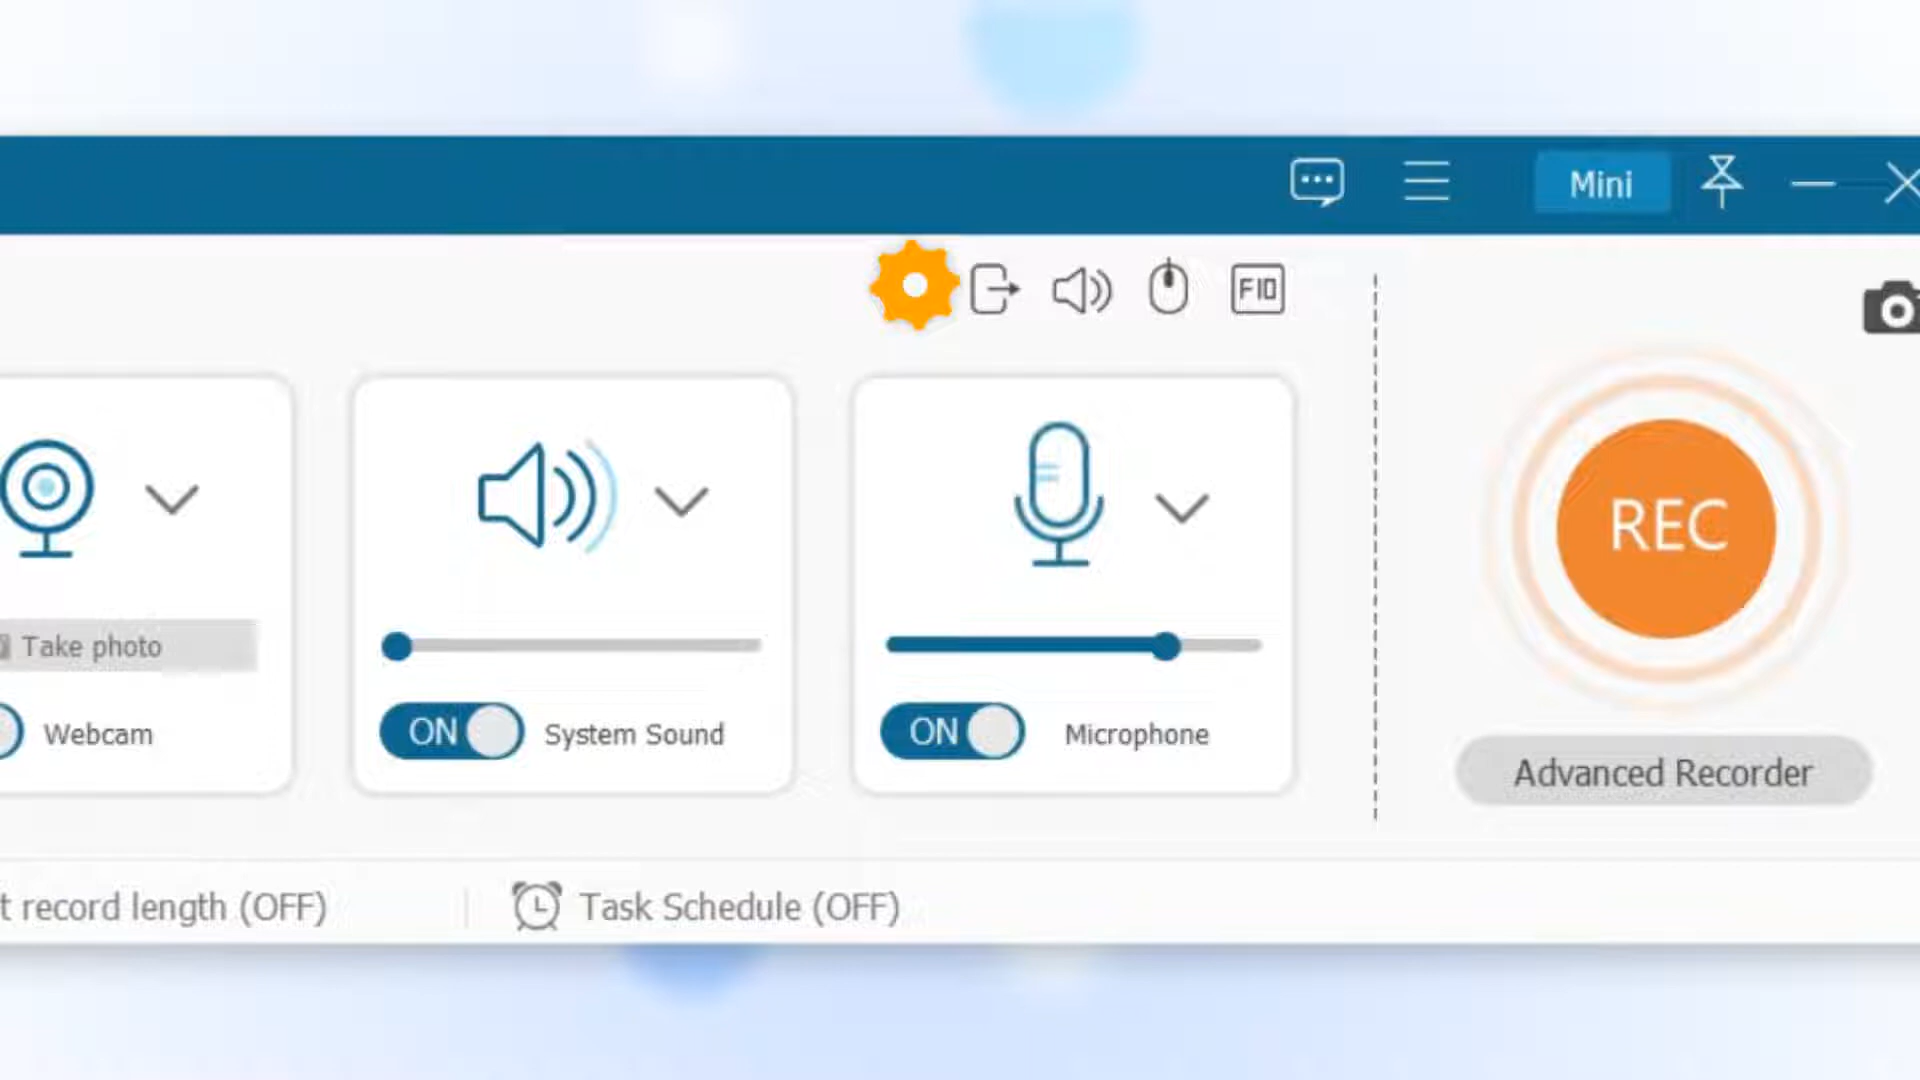 Mini
F10
REC
Take photo
ON
ON
Webcam
System Sound
Microphone
Advanced Recorder
t record length (OFF)
Task Schedule (OFF)